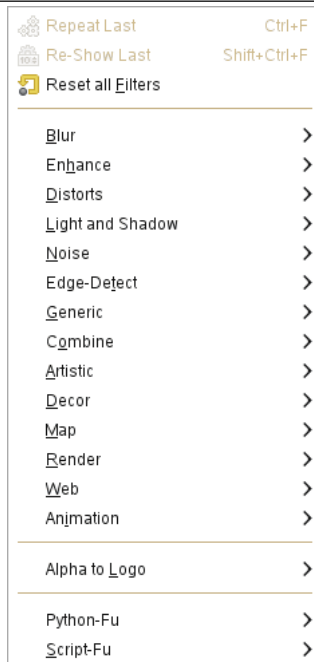 Repeat Last Ctrl+F
Re-Show Last Shift+Ctrl+F
Reset all Filters
Blur
Enhance
Distorts
Light and Shadow
Noise
Edge-Detect
Generic
Combine
Artistic
Decor
Map
Render
Web
Animation
Alpha to Logo
Python-Fu
Script-Fu